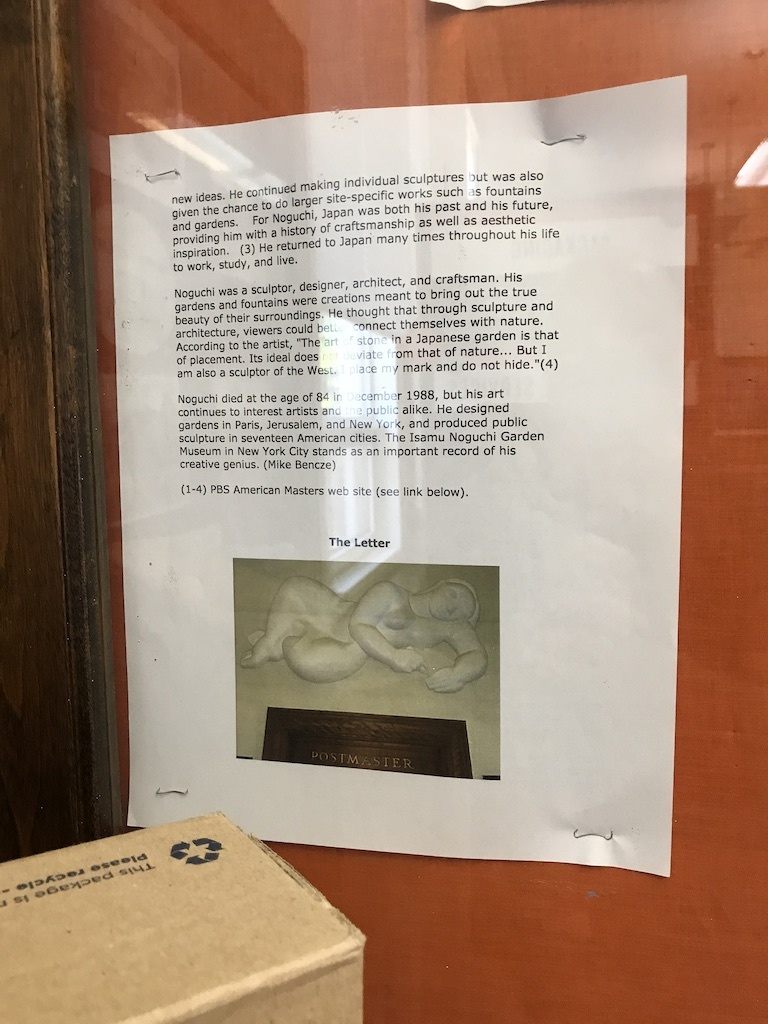 new ideas. He continued making individual sculptures but was also
given the chance to do larger site-specific works such as fountains
and gardens. For Noguchi, Japan was both his past and his future,
providing him with a history of craftsmanship as well as aesthetic
inspiration. (3) He returned to Japan many times throughout his life
to work, study, and live.
Noguchi was a sculptor, designer, architect, and craftsman. His
gardens and fountains were creations meant to bring out the true
beauty of their surroundings. He thought that through sculpture and
architecture, viewers could better connect themselves with nature.
According to the artist, "The art of stone in a Japanese garden is that
of placement. Its ideal does not deviate from that of nature... But I
am also a sculptor of the West. I place my mark and do not hide."(4)
Noguchi died at the age of 84 in December 1988, but his art
continues to interest artists and the public alike. He designed
gardens in Paris, Jerusalem, and New York, and produced public
sculpture in seventeen American cities. The Isamu Noguchi Garden
Museum in New York City stands as an important record of his
creative genius. (Mike Bencze)
(1-4) PBS American Masters web site (see link below).
The Letter
POSTMASTER
This package is
Please recycle -